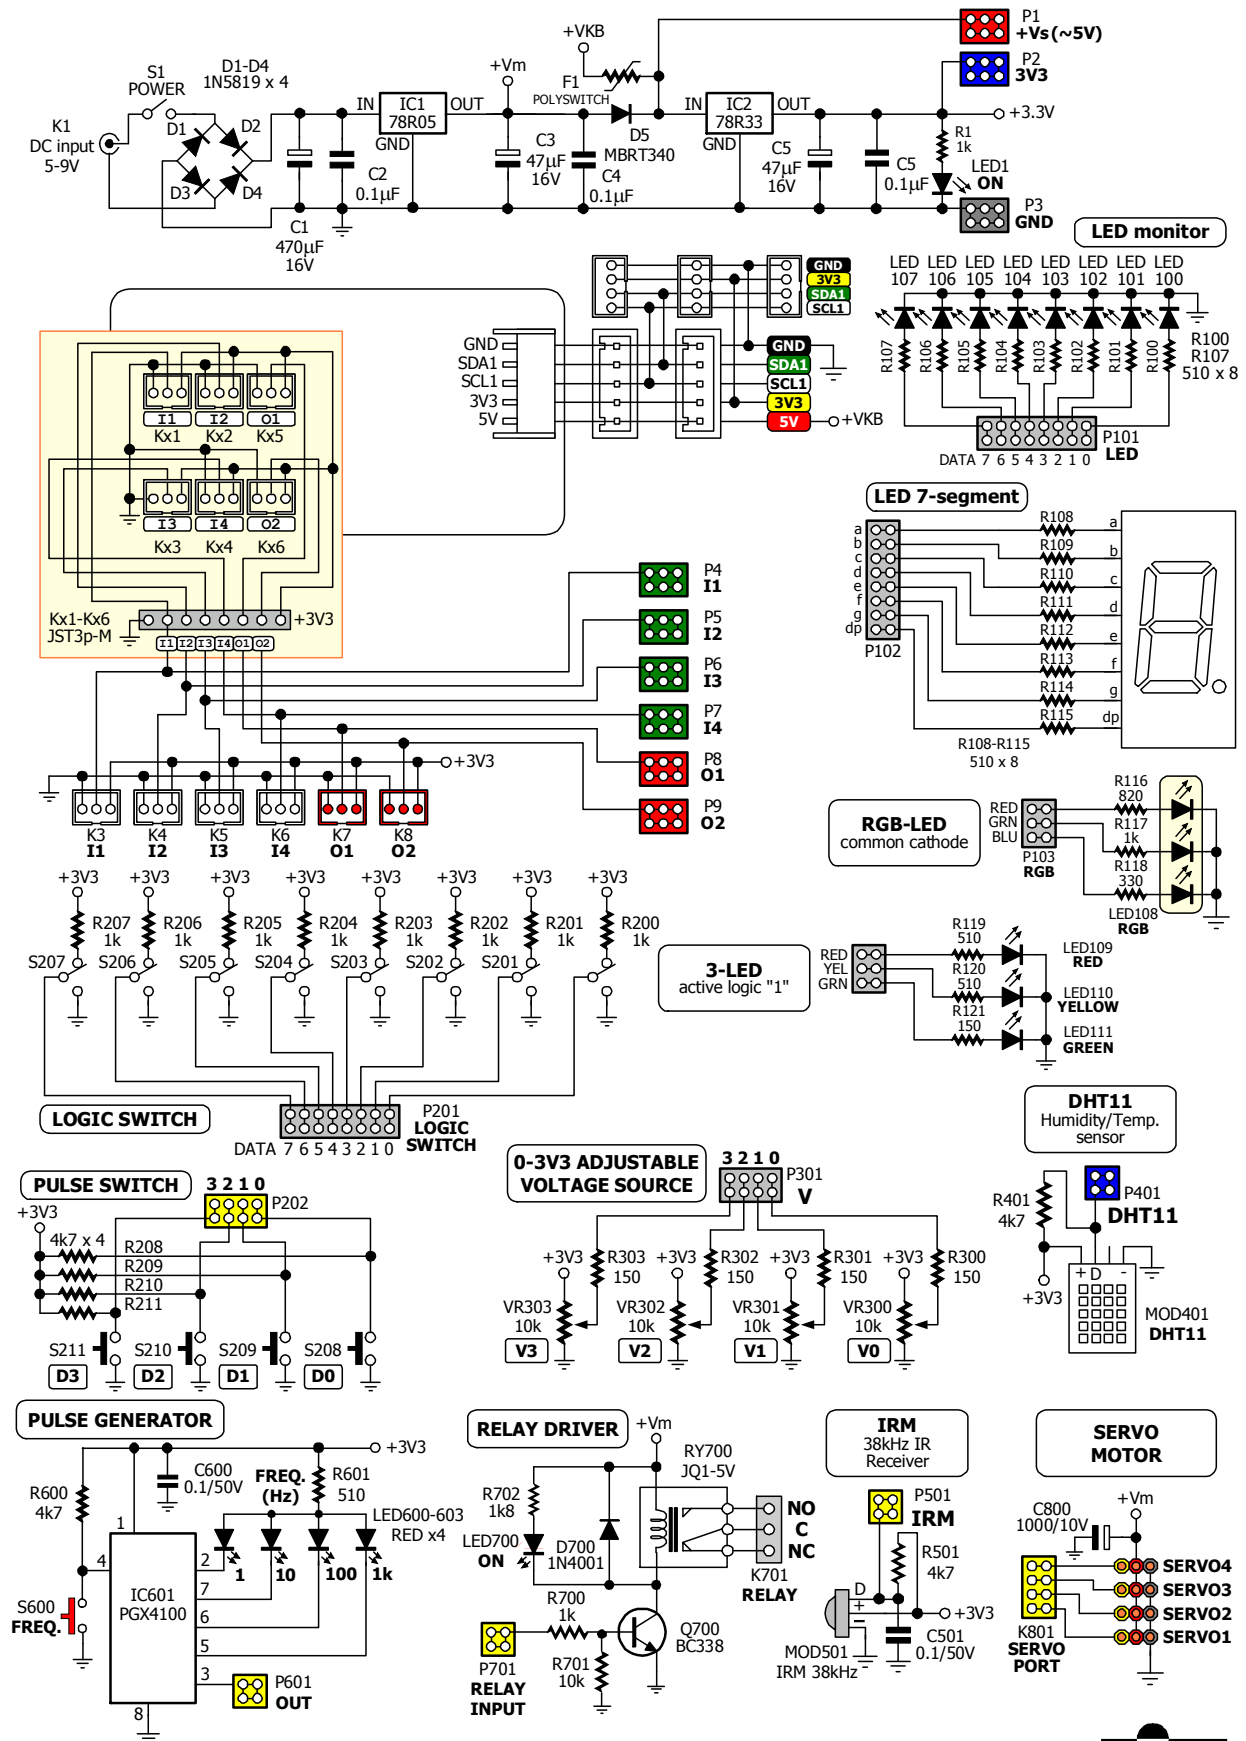 P1
+Vs(~5V)
+VKB
P2
3V3
D1-D4
1N5819 x 4
S1
POWER
+Vm
F1
POLYSWITCH
K1
DC input
5-9V
D1
D2
D3
D4
IN
IC1
78R05
OUT
GND
C3
47µF
16V
D5
MBRT340
IN
IC2
78R33
OUT
GND
C5
47µF
16V
+3.3V
R1
1k
C2
0.1µF
C4
0.1µF
C5
0.1µF
LED1
ON
C1
470µF
16V
P3
GND
LED monitor
LED LED LED LED LED LED LED LED
107 106 105 104 103 102 101 100
R107
R106
R105
R104
R103
R102
R101
R100
R100
R107
510 x 8
P101
LED
DATA 7 6 5 4 3 2 1 0
GND
3V3
SDA1
SCL1
GND
SDA1
SCL1
3V3
5V
GND
SDA1
SCL1
3V3
5V
+VKB
I1
I2
O1
Kx1
Kx2
Kx5
I3
I4
O2
Kx3
Kx4
Kx6
Kx1-Kx6
JST3p-M
+3V3
I1 I2 I3 I4 O1 O2
LED 7-segment
a
b
c
d
e
f
g
dp
P102
R108
R109
R110
R111
R112
R113
R114
R115
a
b
c
d
e
f
g
dp
R108-R115
510 x 8
P4
I1
P5
I2
P6
I3
P7
I4
P8
O1
P9
O2
+3V3
K3
I1
K4
I2
K5
I3
K6
I4
K7
O1
K8
O2
RGB-LED
common cathode
RED
GRN
BLU
P103
RGB
R116
820
R117
1k
R118
330
LED108
RGB
+3V3 +3V3 +3V3 +3V3 +3V3 +3V3 +3V3 +3V3
R207
1k
R206
1k
R205
1k
R204
1k
R203
1k
R202
1k
R201
1k
R200
1k
S207
S206
S205
S204
S203
S202
S201
3-LED
active logic "1"
RED
YEL
GRN
R119
510
R120
510
R121
150
LED109
RED
LED110
YELLOW
LED111
GREEN
LOGIC SWITCH
P201
LOGIC
SWITCH
DATA 7 6 5 4 3 2 1 0
DHT11
Humidity/Temp.
sensor
R401
4k7
P401
DHT11
+3V3
+ D -
MOD401
DHT11
PULSE SWITCH
3 2 1 0
P202
+3V3
4k7 x 4
R208
R209
R210
R211
S211
D3
S210
D2
S209
D1
S208
D0
0-3V3 ADJUSTABLE
VOLTAGE SOURCE
3 2 1 0
P301
V
+3V3
R303
150
+3V3
R302
150
+3V3
R301
150
+3V3
R300
150
VR303
10k
V3
VR302
10k
V2
VR301
10k
V1
VR300
10k
V0
PULSE GENERATOR
+3V3
R600
4k7
C600
0.1/50V
FREQ.
(Hz)
R601
510
LED600-603
RED x4
1
4
IC601
PGX4100
2
7
6
5
3
8
1
10
100
1k
S600
FREQ.
P601
OUT
RELAY DRIVER
+Vm
RY700
JQ1-5V
R702
1k8
LED700
ON
D700
1N4001
NO
C
NC
K701
RELAY
R700
1k
R701
10k
Q700
BC338
P701
RELAY
INPUT
IRM
38kHz IR
Receiver
P501
IRM
R501
4k7
D
+
−
+3V3
C501
0.1/50V
MOD501
IRM 38kHz
SERVO
MOTOR
C800
1000/10V
+Vm
SERVO4
SERVO3
SERVO2
SERVO1
K801
SERVO
PORT